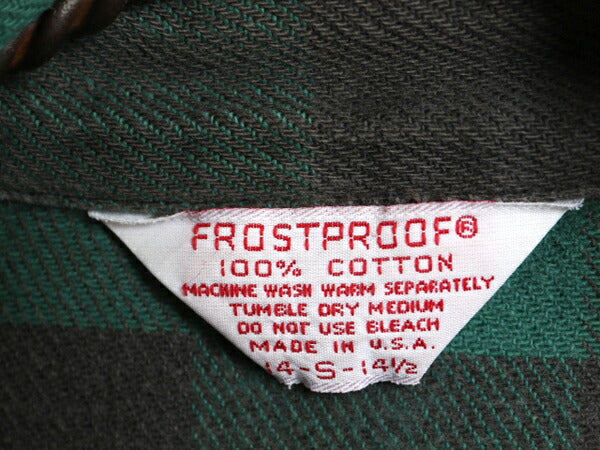 FROSTPROOF®
100% COTTON
MACHINE WASH WARM SEPARATELY
TUMBLE DRY MEDIUM
DO NOT USE BLEACH
MADE IN U.S.A.
14-S-14½